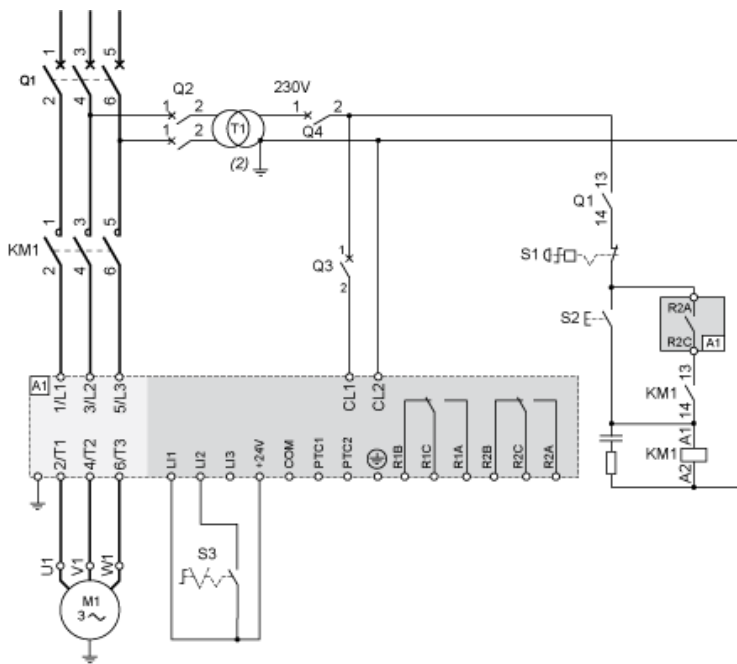 1 3 5
Q1
2 4 6
Q2
1 2
1 2
T1
(2)
230V
1 2
Q4
13
Q1
14
1 3 5
KM1
2 4 6
1
Q3
2
S1
S2
R2A
R2C
A1
13
KM1
14
A1
KM1
A2
A1
1/L1
3/L2
5/L3
CL1
CL2
2/T1
4/T2
6/T3
LI1
LI2
LI3
+24V
COM
PTC1
PTC2
R1B
R1C
R1A
R2B
R2C
R2A
S3
U1
V1
W1
M1
3